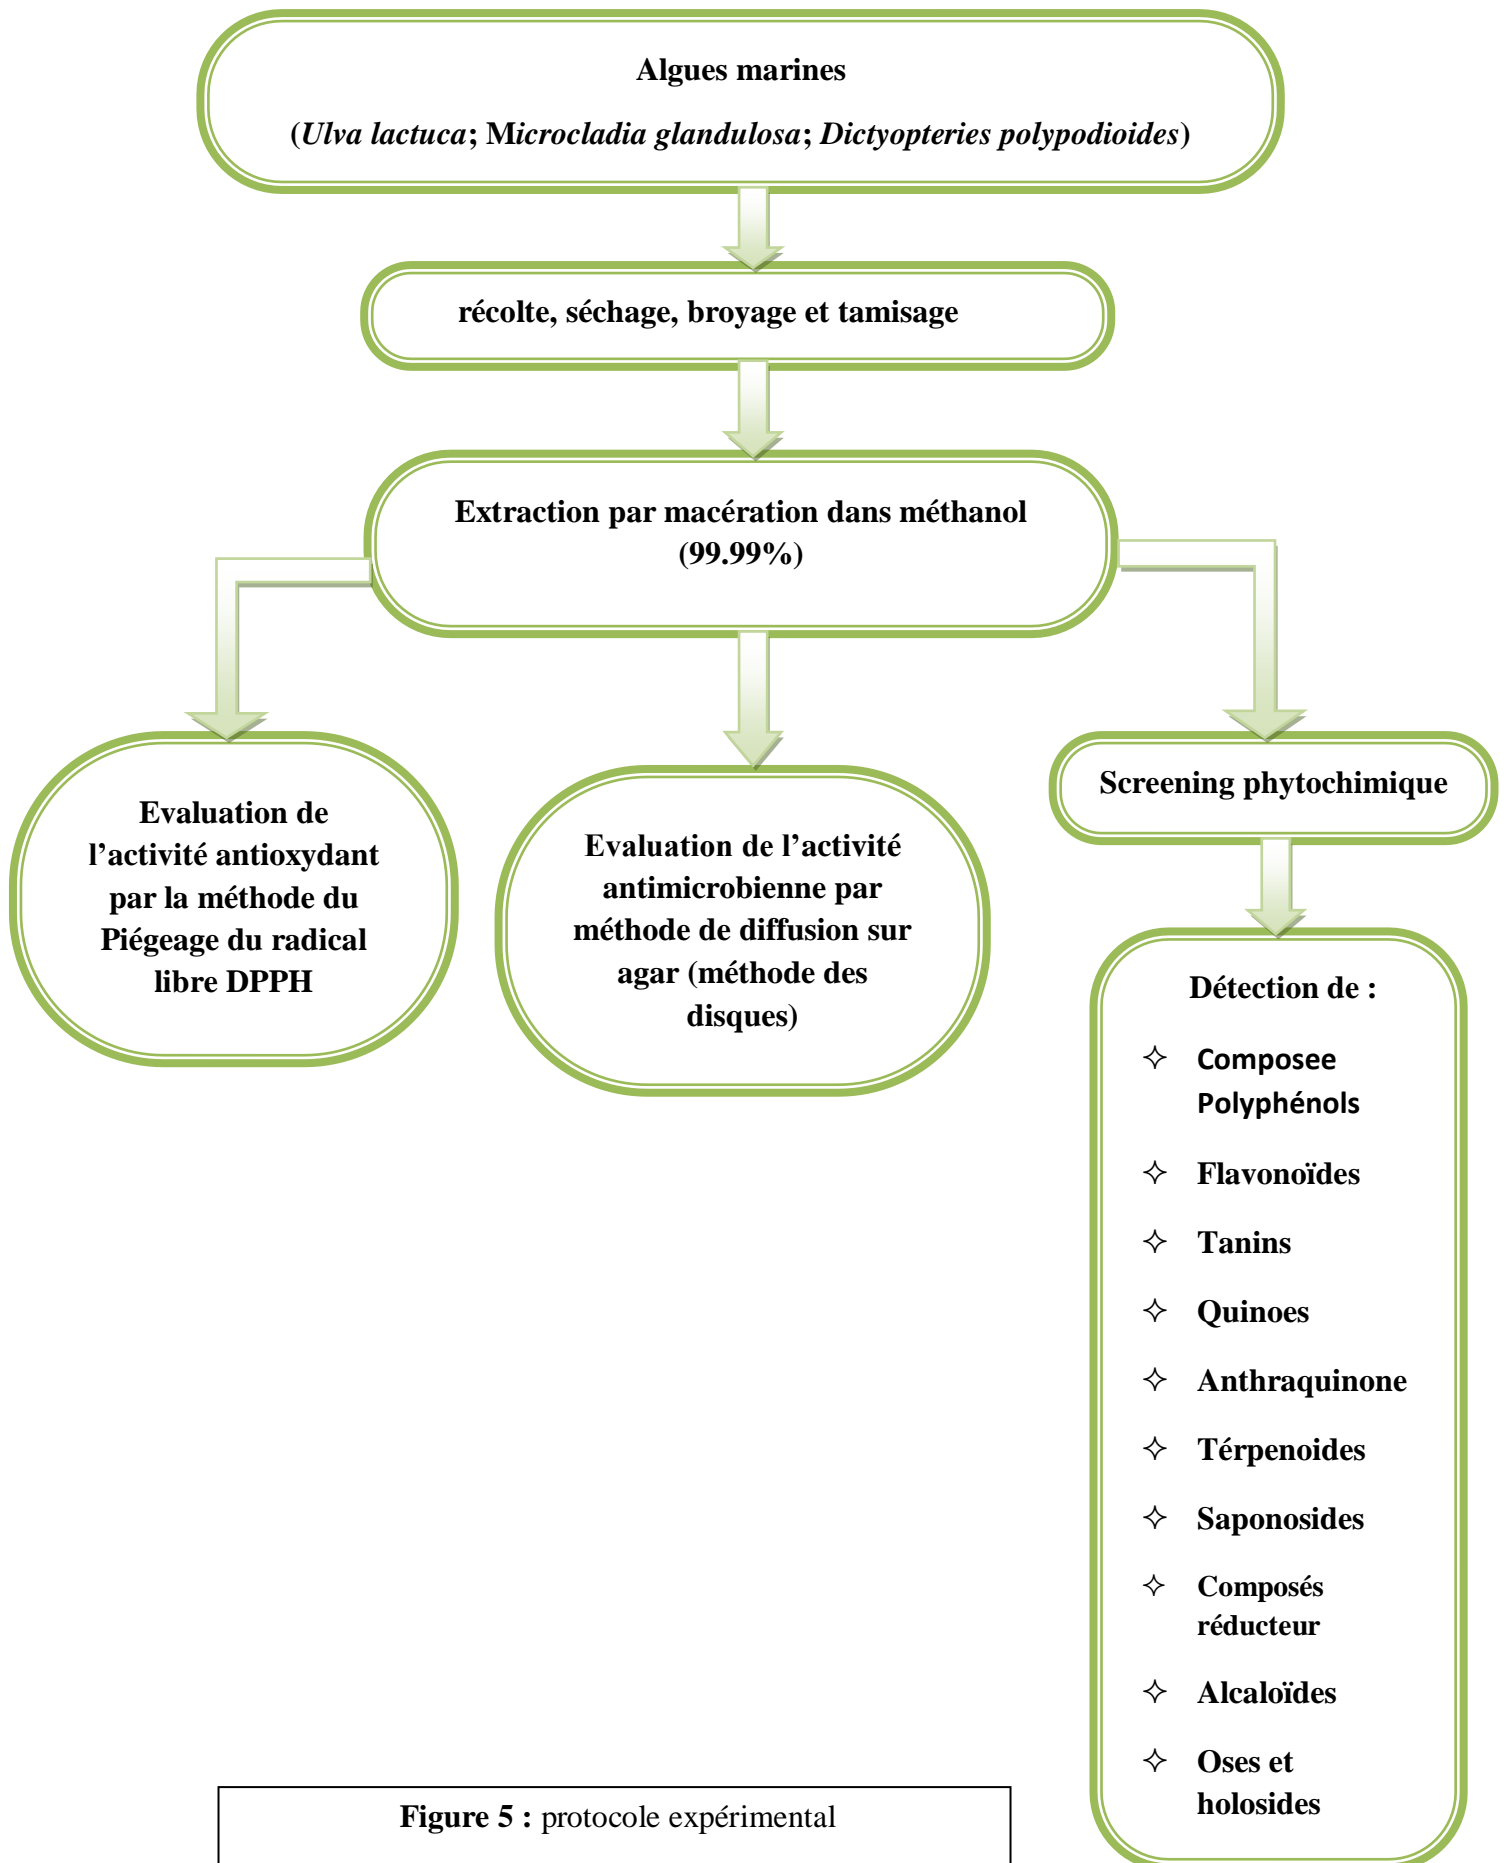 Algues marines
(Ulva lactuca; Microcladia glandulosa; Dictyopteries polypodioides)
récolte, séchage, broyage et tamisage
Extraction par macération dans méthanol
(99.99%)
Evaluation de
l’activité antioxydant
par la méthode du
Piégeage du radical
libre DPPH
Evaluation de l’activité
antimicrobienne par
méthode de diffusion sur
agar (méthode des
disques)
Screening phytochimique
Détection de :
✧ Composee
Polyphénols
✧ Flavonoïdes
✧ Tanins
✧ Quinoes
✧ Anthraquinone
✧ Térpenoides
✧ Saponosides
✧ Composés
réducteur
✧ Alcaloïdes
✧ Oses et
holosides
Figure 5 : protocole expérimental